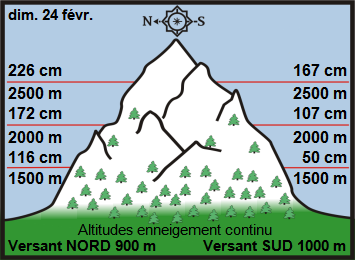 dim. 24 févr.
N S
226 cm 167 cm
2500 m 2500 m
172 cm 107 cm
2000 m 2000 m
116 cm 50 cm
1500 m 1500 m
Altitudes enneigement continu
Versant NORD 900 m Versant SUD 1000 m